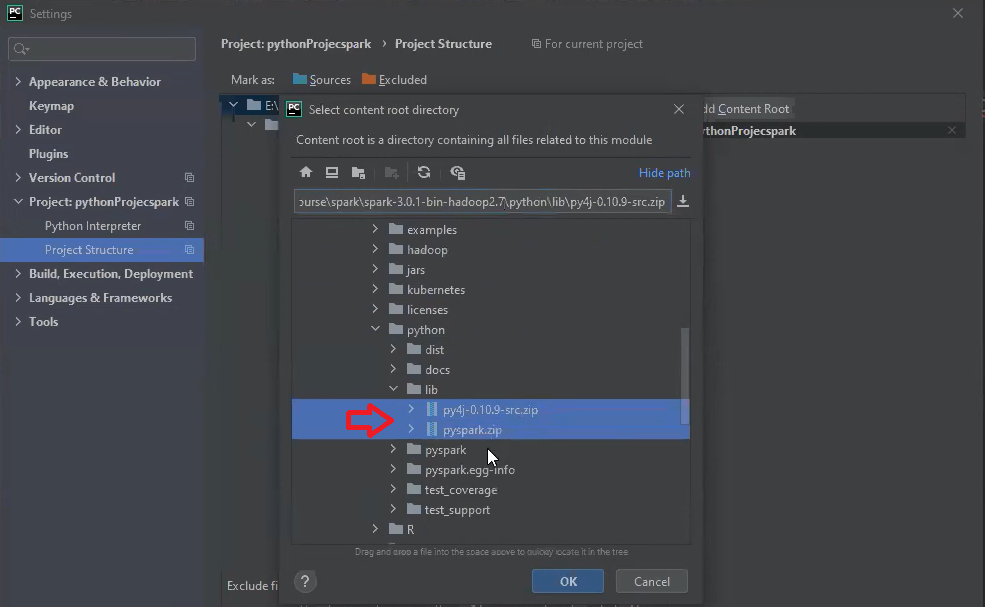 PC Settings
Project: pythonProjecspark › Project Structure For current project
Mark as: Sources Excluded
Appearance & Behavior
Keymap
Editor
Plugins
Version Control
Project: pythonProjecspark
Python Interpreter
Project Structure
Build, Execution, Deployment
Languages & Frameworks
Tools
E:\
dd Content Root
ythonProjecspark
PC Select content root directory
Content root is a directory containing all files related to this module
Hide path
ourse\spark\spark-3.0.1-bin-hadoop2.7\python\lib\py4j-0.10.9-src.zip
examples
hadoop
jars
kubernetes
licenses
python
dist
docs
lib
py4j-0.10.9-src.zip
pyspark.zip
pyspark
pyspark.egg-info
test_coverage
test_support
R
Drag and drop a file into the space above to quickly locate it in the tree
? OK Cancel
Exclude fi